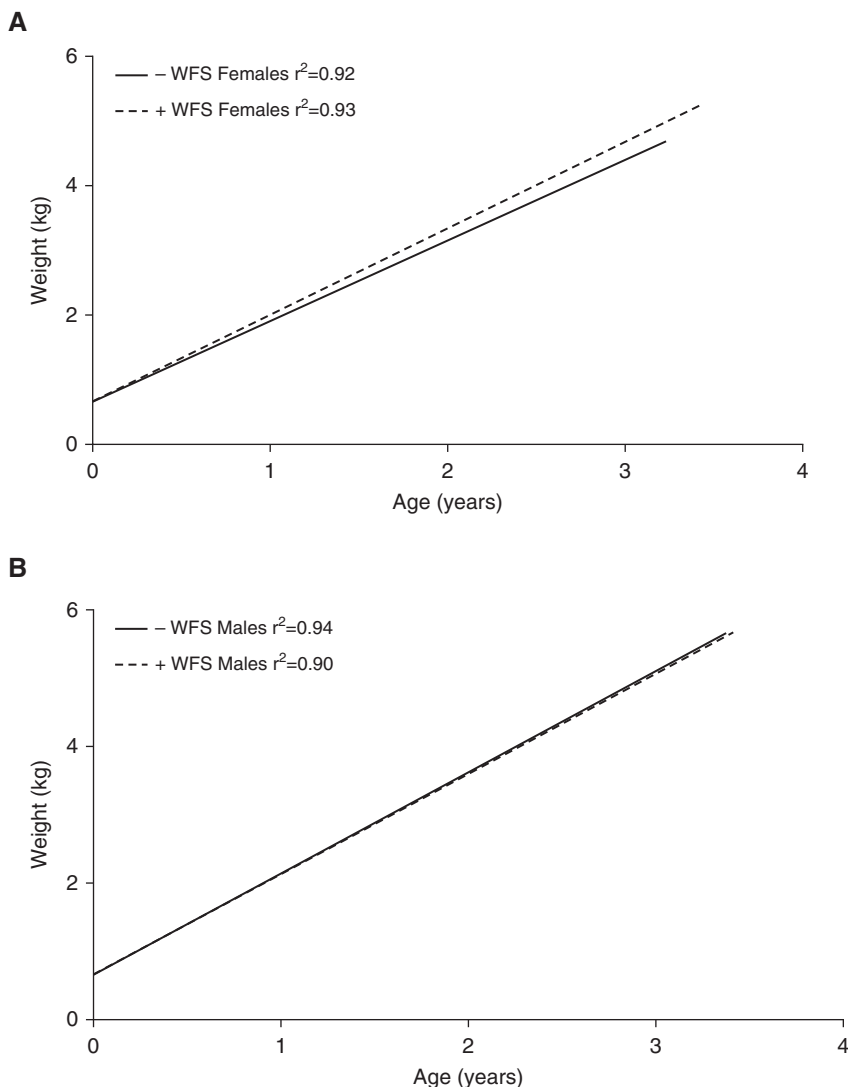 A
6
4
2
0
Weight (kg)
– WFS Females r²=0.92
+ WFS Females r²=0.93
0 1 2 3 4
Age (years)
B
6
4
2
0
Weight (kg)
– WFS Males r²=0.94
+ WFS Males r²=0.90
0 1 2 3 4
Age (years)